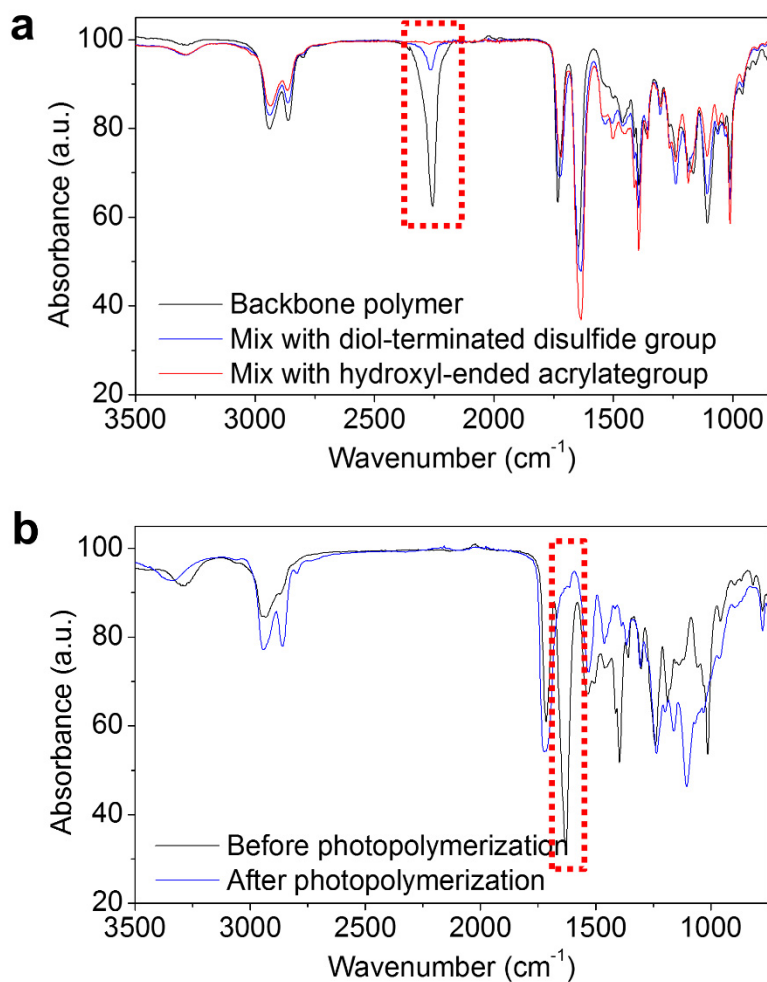 a
100
80
60
40
20
Absorbance (a.u.)
Backbone polymer
Mix with diol-terminated disulfide group
Mix with hydroxyl-ended acrylategroup
3500 3000 2500 2000 1500 1000
Wavenumber (cm-1)
b
100
80
60
40
20
Absorbance (a.u.)
Before photopolymerization
After photopolymerization
3500 3000 2500 2000 1500 1000
Wavenumber (cm-1)